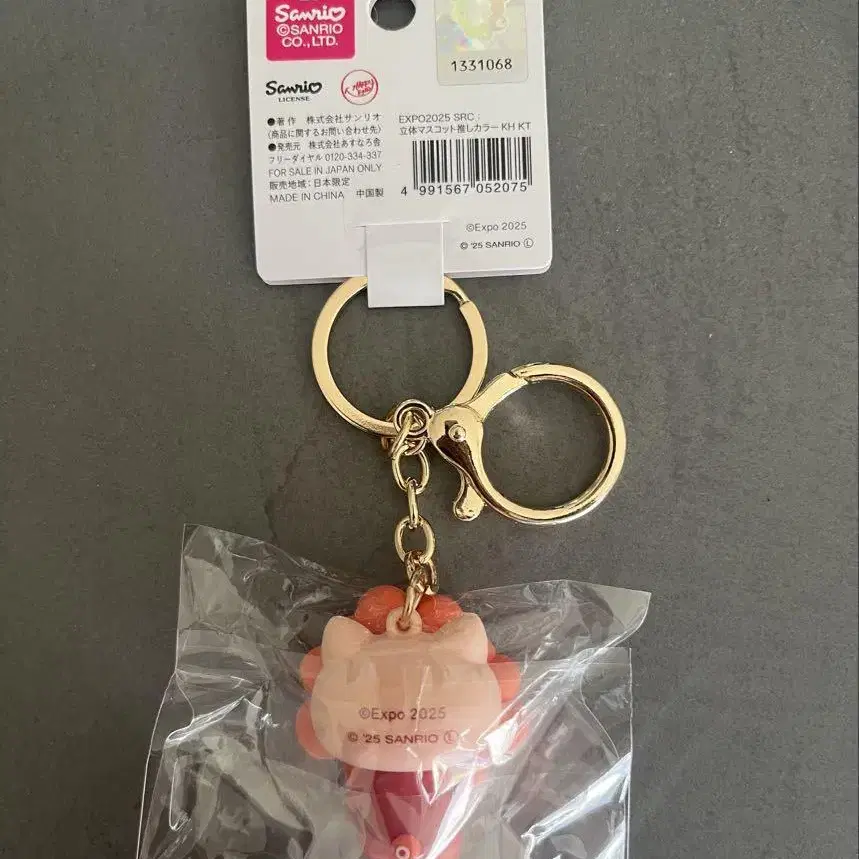 Sanrio
©SANRIO
CO.,LTD.
1331068
Sanrio
LICENSE
●著作 株式会社サンリオ
(商品に関するお問い合わせ先)
●発売元 株式会社あすなろ舎
フリーダイヤル 0120-334-337
FOR SALE IN JAPAN ONLY
販売地域:日本限定
MADE IN CHINA 中国製
EXPO2025 SRC:
立体マスコット推しカラー KH KT
4 991567 052075
©Expo 2025
© '25 SANRIO Ⓛ
©Expo 2025
© '25 SANRIO Ⓛ